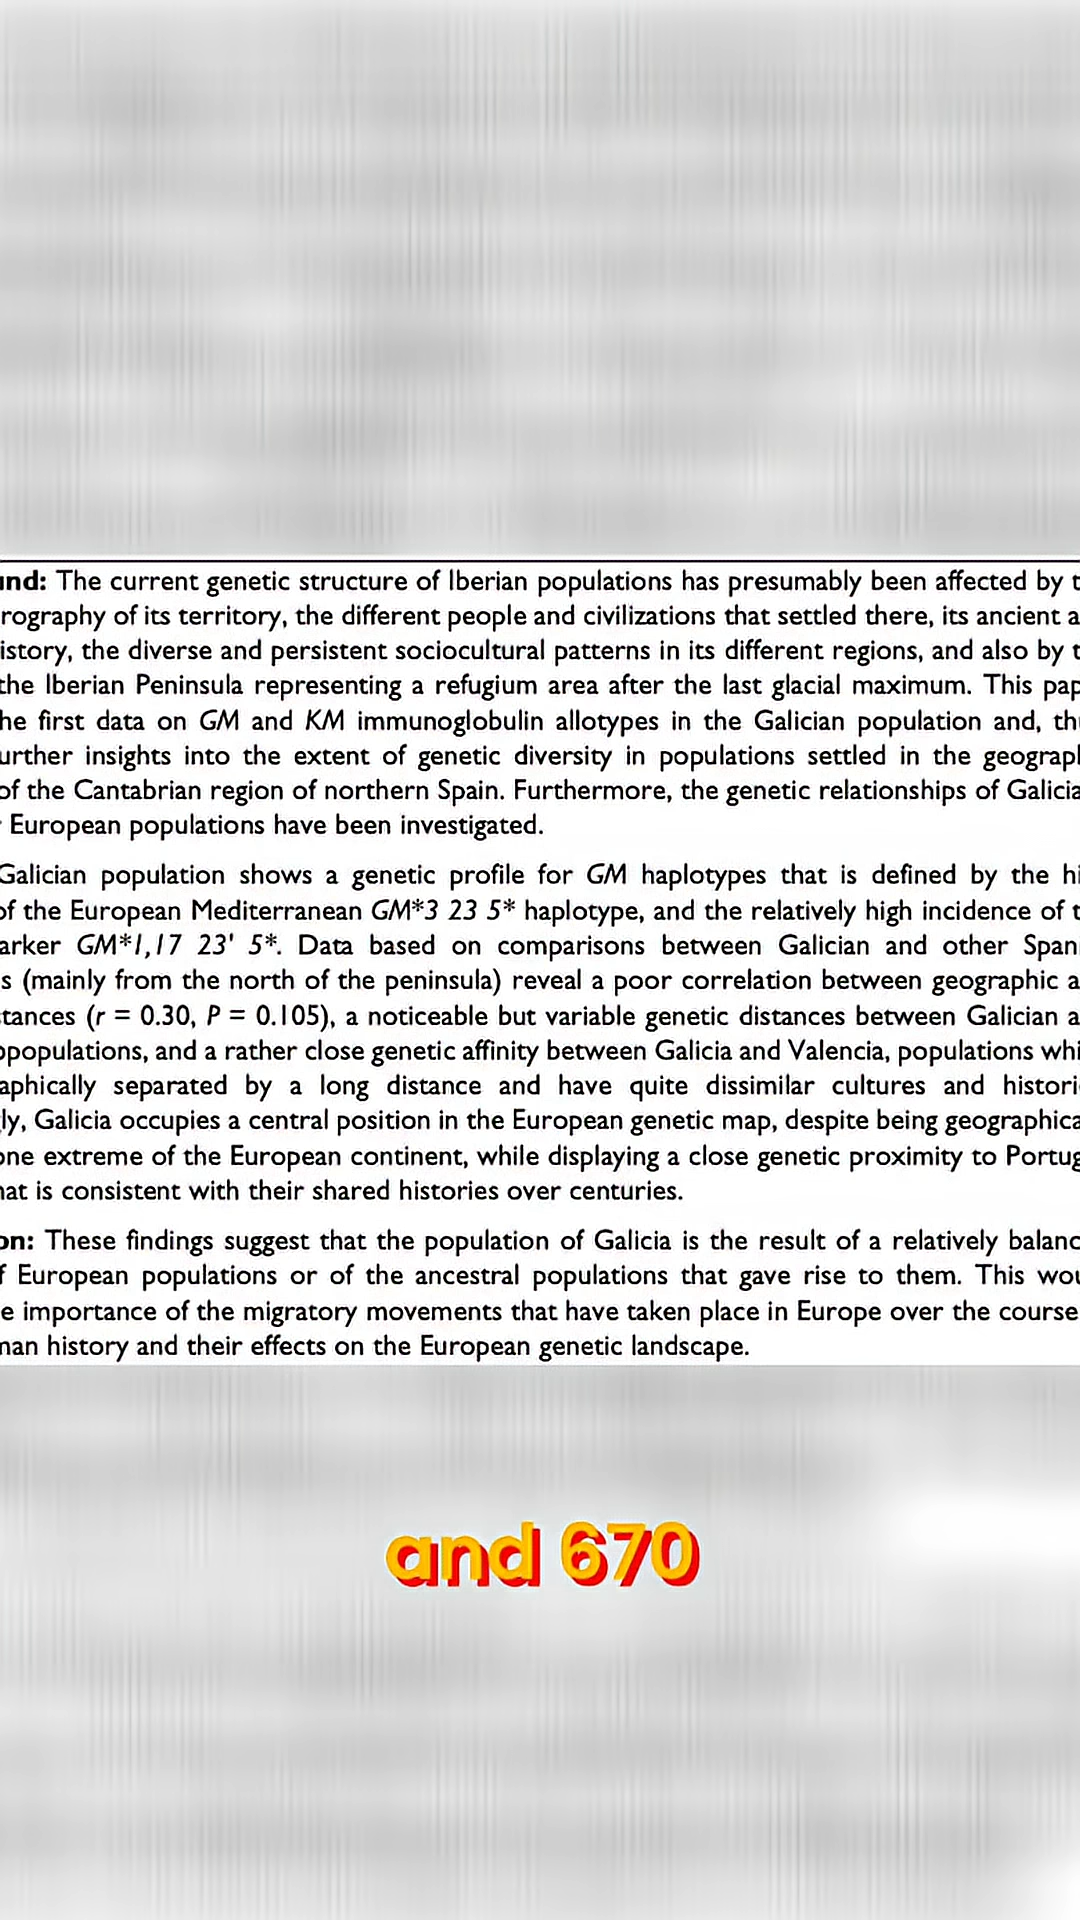 und: The current genetic structure of Iberian populations has presumably been affected by t
rography of its territory, the different people and civilizations that settled there, its ancient a
istory, the diverse and persistent sociocultural patterns in its different regions, and also by t
the Iberian Peninsula representing a refugium area after the last glacial maximum. This pap
he first data on GM and KM immunoglobulin allotypes in the Galician population and, thu
urther insights into the extent of genetic diversity in populations settled in the geograph
of the Cantabrian region of northern Spain. Furthermore, the genetic relationships of Galicia
r European populations have been investigated.
Galician population shows a genetic profile for GM haplotypes that is defined by the hi
of the European Mediterranean GM*3 23 5* haplotype, and the relatively high incidence of t
arker GM*1,17 23' 5*. Data based on comparisons between Galician and other Span
s (mainly from the north of the peninsula) reveal a poor correlation between geographic a
stances (r = 0.30, P = 0.105), a noticeable but variable genetic distances between Galician a
opopulations, and a rather close genetic affinity between Galicia and Valencia, populations whi
aphically separated by a long distance and have quite dissimilar cultures and histori
ly, Galicia occupies a central position in the European genetic map, despite being geographica
one extreme of the European continent, while displaying a close genetic proximity to Portug
hat is consistent with their shared histories over centuries.
on: These findings suggest that the population of Galicia is the result of a relatively balanc
f European populations or of the ancestral populations that gave rise to them. This wou
e importance of the migratory movements that have taken place in Europe over the course
man history and their effects on the European genetic landscape.
and 670